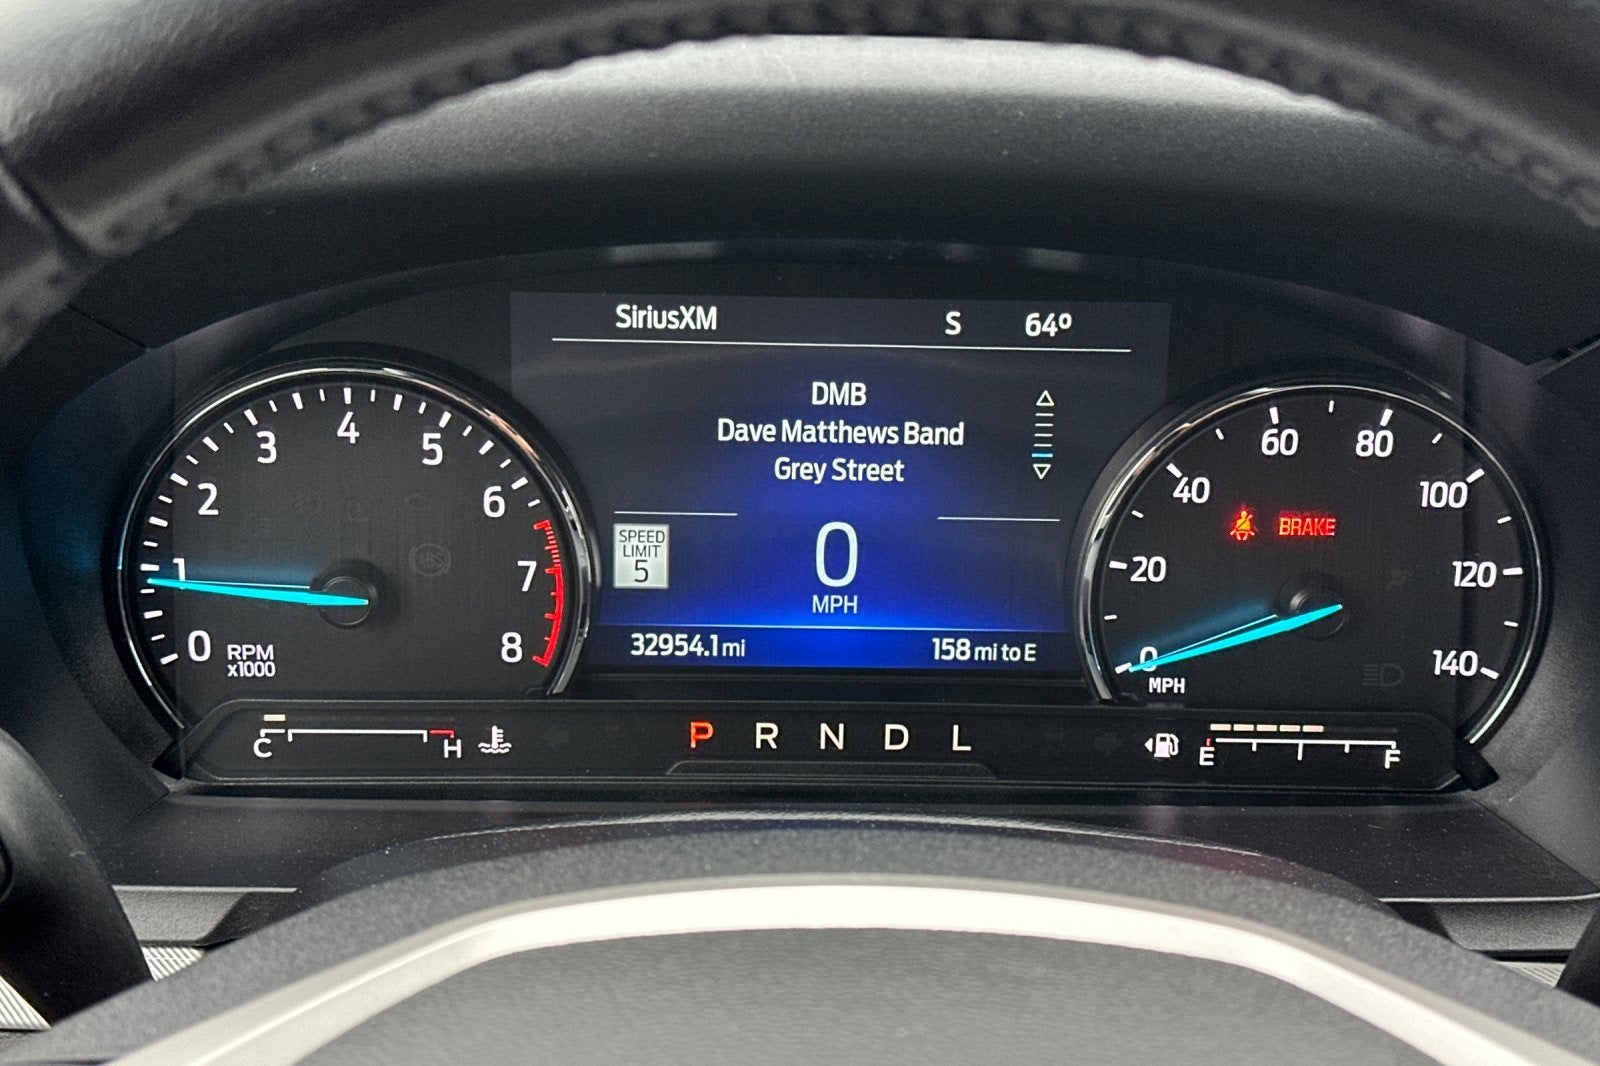 SiriusXM S 64º
DMB
Dave Matthews Band
Grey Street
SPEED
LIMIT
5
0
MPH
32954.1 mi 158 mi to E
0 1 2 3 4 5 6 7 8
RPM
x1000
0 20 40 60 80 100 120 140
MPH
BRAKE
C H
P R N D L
E F